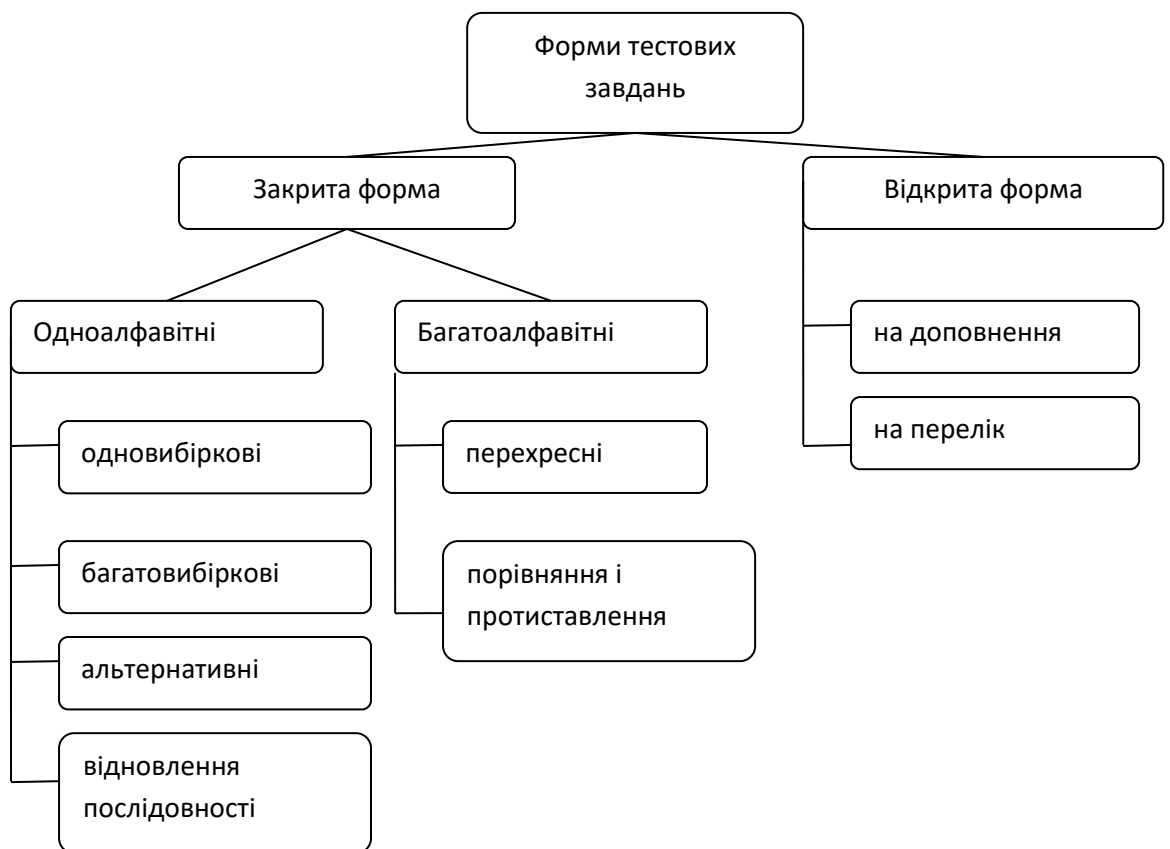 Форми тестових
завдань
Закрита форма
Відкрита форма
Одноалфавітні
Багатоалфавітні
на доповнення
на перелік
одновибіркові
перехресні
багатовибіркові
порівняння і
протиставлення
альтернативні
відновлення
послідовності